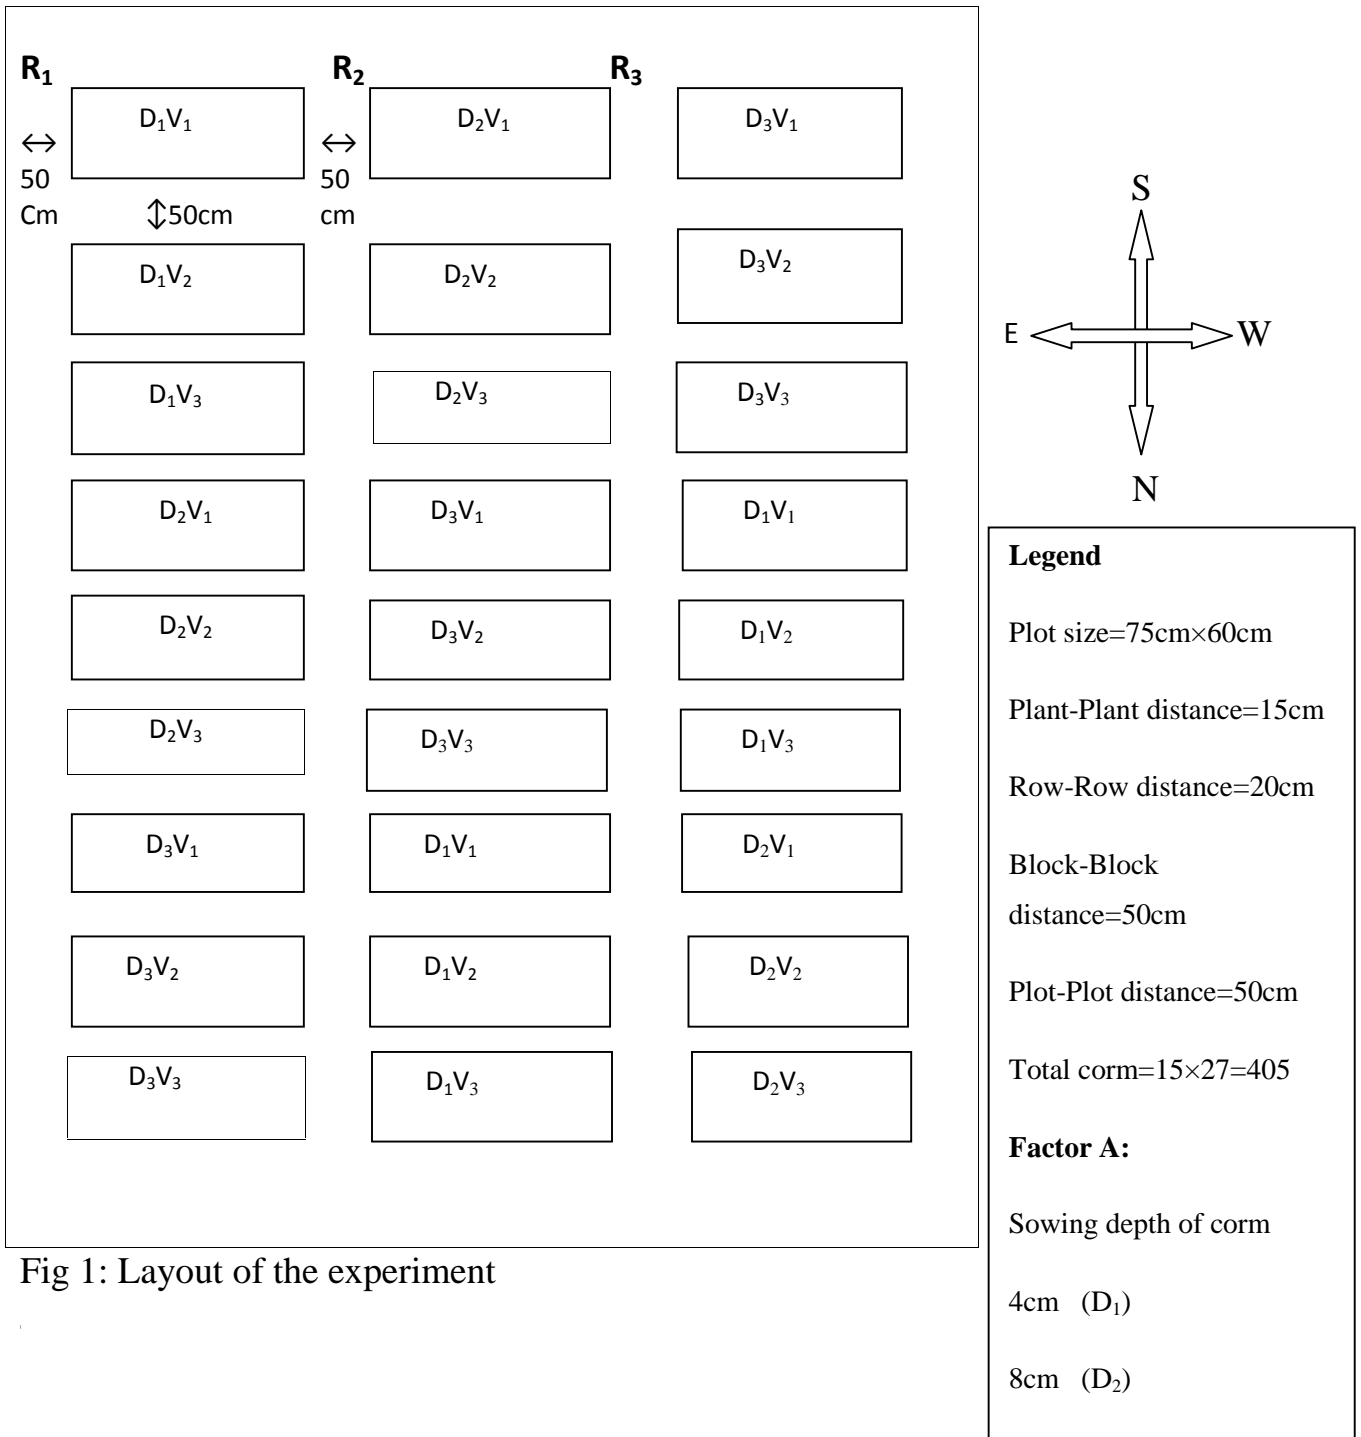 R₁ R₂ R₃
D₁V₁ D₂V₁ D₃V₁
↔ ↔
50 50
Cm ↕50cm cm
D₁V₂ D₂V₂ D₃V₂
D₁V₃ D₂V₃ D₃V₃
D₂V₁ D₃V₁ D₁V₁
D₂V₂ D₃V₂ D₁V₂
D₂V₃ D₃V₃ D₁V₃
D₃V₁ D₁V₁ D₂V₁
D₃V₂ D₁V₂ D₂V₂
D₃V₃ D₁V₃ D₂V₃
Fig 1: Layout of the experiment
S
E W
N
Legend
Plot size=75cm×60cm
Plant-Plant distance=15cm
Row-Row distance=20cm
Block-Block
distance=50cm
Plot-Plot distance=50cm
Total corm=15×27=405
Factor A:
Sowing depth of corm
4cm (D₁)
8cm (D₂)